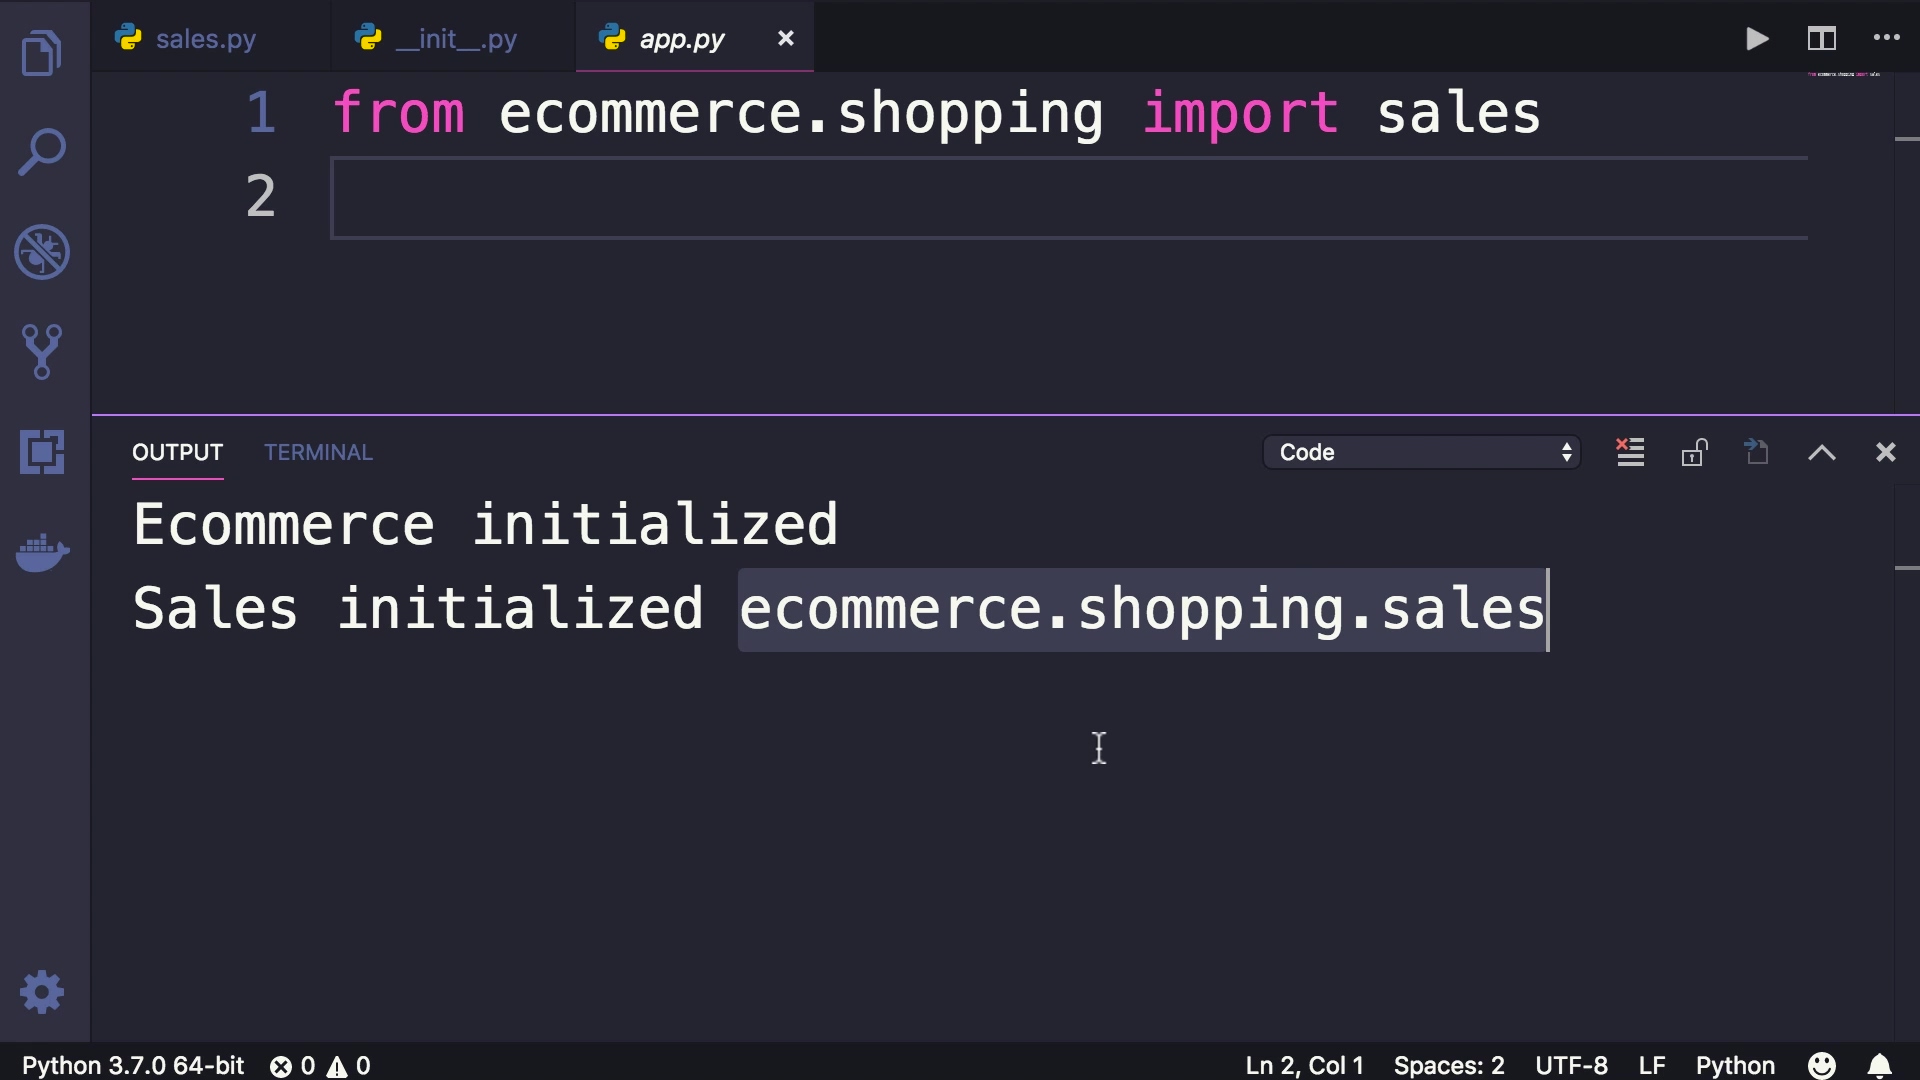 sales.py
__init__.py
app.py
1 from ecommerce.shopping import sales
2
OUTPUT TERMINAL
Code
Ecommerce initialized
Sales initialized ecommerce.shopping.sales
Python 3.7.0 64-bit 0 0 Ln 2, Col 1 Spaces: 2 UTF-8 LF Python